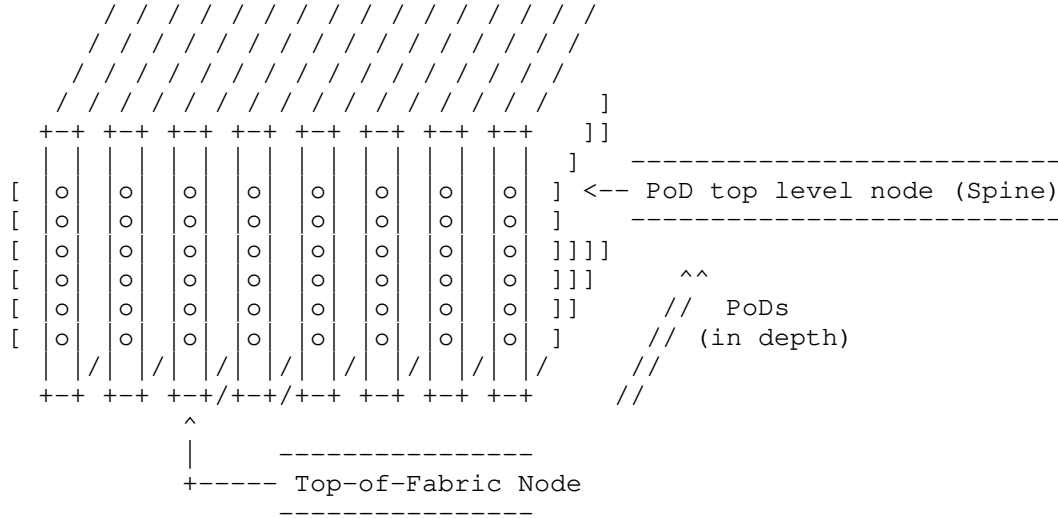 PoD top level node (Spine)
PoDs
(in depth)
Top-of-Fabric Node